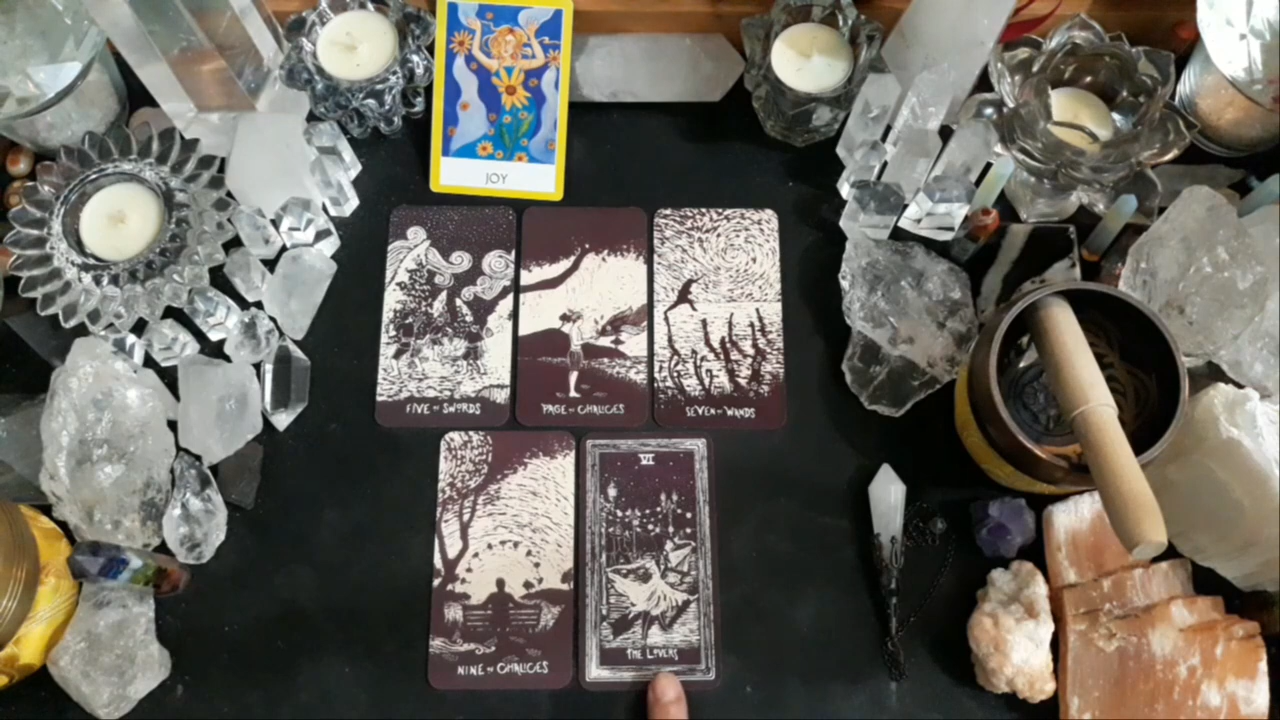 JOY
FIVE OF SWORDS
PAGE OF CHALICES
SEVEN OF WANDS
NINE OF CHALICES
VI
THE LOVERS